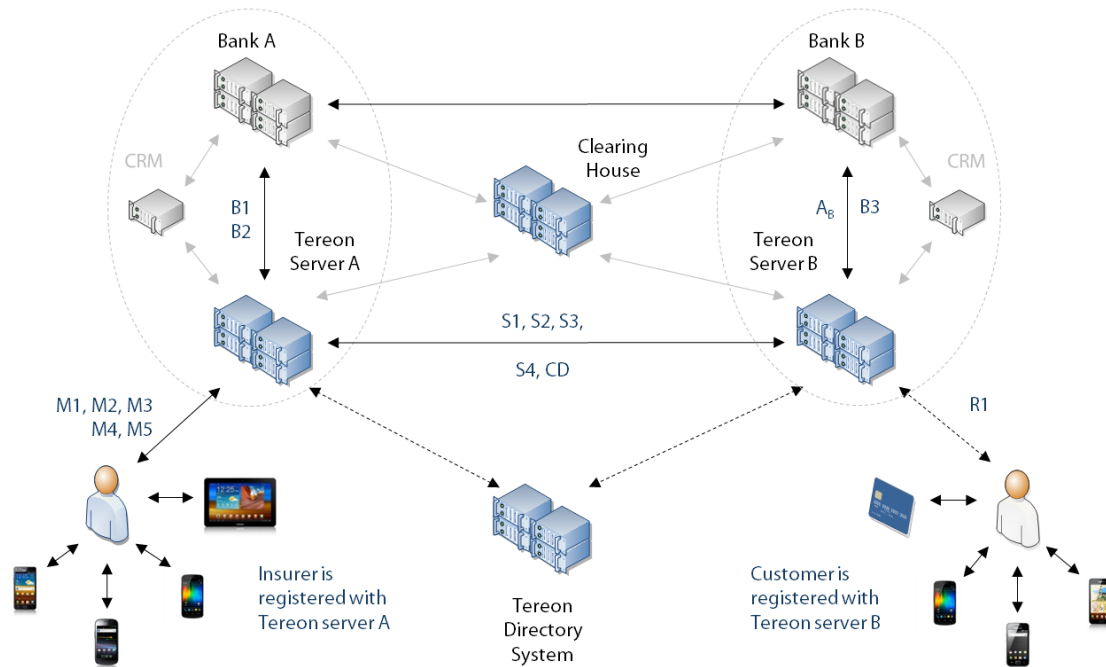 Bank A
Bank B
Clearing
House
CRM
CRM
B1
B2
A_B
B3
Tereon
Server A
Tereon
Server B
S1, S2, S3,
S4, CD
M1, M2, M3
M4, M5
R1
Insurer is
registered with
Tereon server A
Tereon
Directory
System
Customer is
registered with
Tereon server B